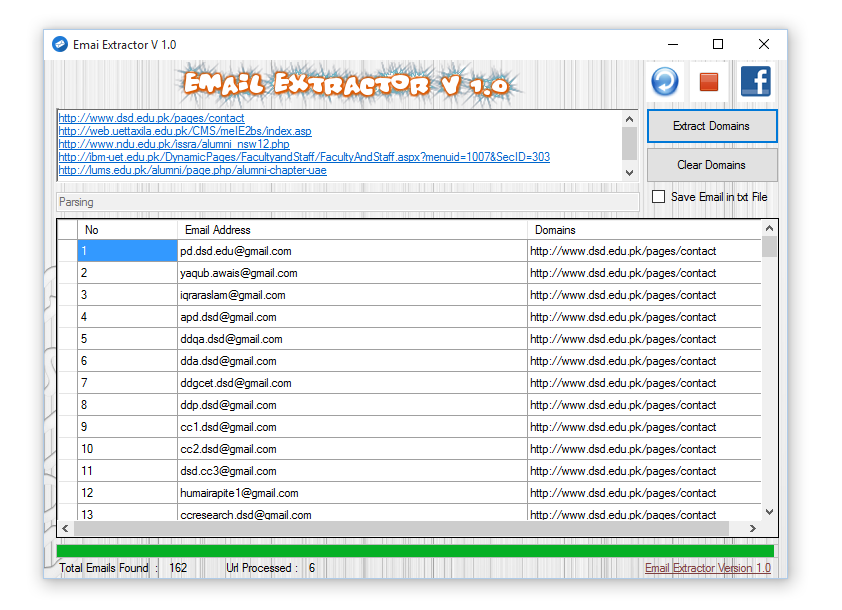 Emai Extractor V 1.0
EMAIL EXTRACTOR V 1.0
http://www.dsd.edu.pk/pages/contact
http://web.uettaxila.edu.pk/CMS/meIE2bs/index.asp
http://www.ndu.edu.pk/issra/alumni_nsw12.php
http://ibm-uet.edu.pk/DynamicPages/FacultyandStaff/FacultyAndStaff.aspx?menuid=1007&SecID=303
http://lums.edu.pk/alumni/page.php/alumni-chapter-uae
Extract Domains
Clear Domains
Save Email in txt File
Parsing
No Email Address Domains
1 pd.dsd.edu@gmail.com http://www.dsd.edu.pk/pages/contact
2 yaqub.awais@gmail.com http://www.dsd.edu.pk/pages/contact
3 iqraraslam@gmail.com http://www.dsd.edu.pk/pages/contact
4 apd.dsd@gmail.com http://www.dsd.edu.pk/pages/contact
5 ddqa.dsd@gmail.com http://www.dsd.edu.pk/pages/contact
6 dda.dsd@gmail.com http://www.dsd.edu.pk/pages/contact
7 ddgcet.dsd@gmail.com http://www.dsd.edu.pk/pages/contact
8 ddp.dsd@gmail.com http://www.dsd.edu.pk/pages/contact
9 cc1.dsd@gmail.com http://www.dsd.edu.pk/pages/contact
10 cc2.dsd@gmail.com http://www.dsd.edu.pk/pages/contact
11 dsd.cc3@gmail.com http://www.dsd.edu.pk/pages/contact
12 humairapite1@gmail.com http://www.dsd.edu.pk/pages/contact
13 ccresearch.dsd@gmail.com http://www.dsd.edu.pk/pages/contact
Total Emails Found : 162 Url Processed : 6 Email Extractor Version 1.0